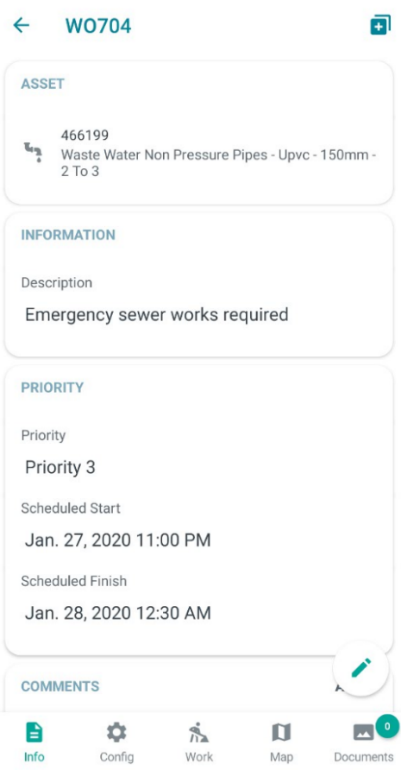 WO704
ASSET
466199
Waste Water Non Pressure Pipes - Upvc - 150mm -
2 To 3
INFORMATION
Description
Emergency sewer works required
PRIORITY
Priority
Priority 3
Scheduled Start
Jan. 27, 2020 11:00 PM
Scheduled Finish
Jan. 28, 2020 12:30 AM
COMMENTS
0
Info Config Work Map Documents